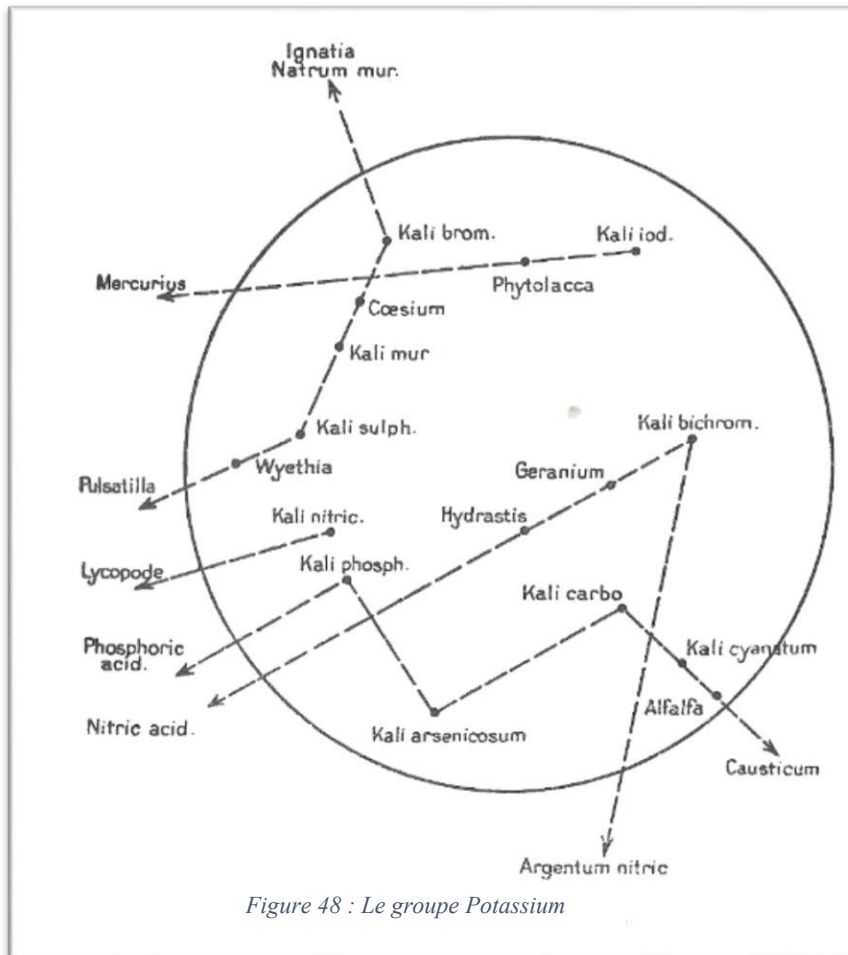 Ignatia
Natrum mur.
Kali brom.
Kali iod.
Mercurius
Phytolacca
Cœsium
Kali mur
Kali sulph.
Kali bichrom.
Wyethia
Geranium
Pulsatilla
Kali nitric.
Hydrastis
Lycopode
Kali phosph.
Kali carbo
Phosphoric
acid.
Kali cyanatum
Nitric acid.
Kali arsenicosum
Alfalfa
Causticum
Argentum nitric
Figure 48 : Le groupe Potassium